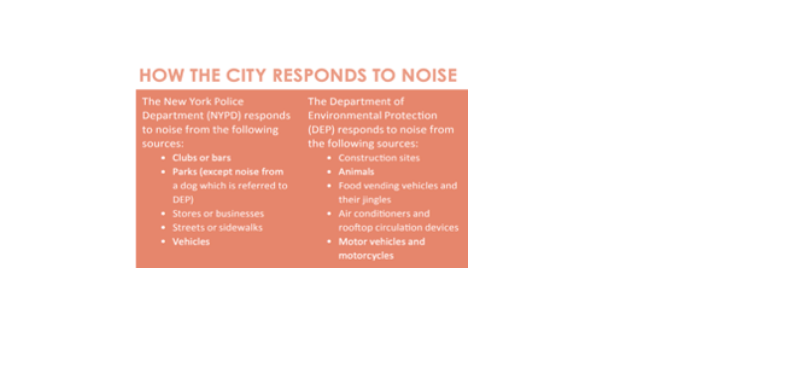 HOW THE CITY RESPONDS TO NOISE
The New York Police
Department (NYPD) responds
to noise from the following
sources:
• Clubs or bars
• Parks (except noise from
a dog which is referred to
DEP)
• Stores or businesses
• Streets or sidewalks
• Vehicles
The Department of
Environmental Protection
(DEP) responds to noise from
the following sources:
• Construction sites
• Animals
• Food vending vehicles and
their jingles
• Air conditioners and
rooftop circulation devices
• Motor vehicles and
motorcycles